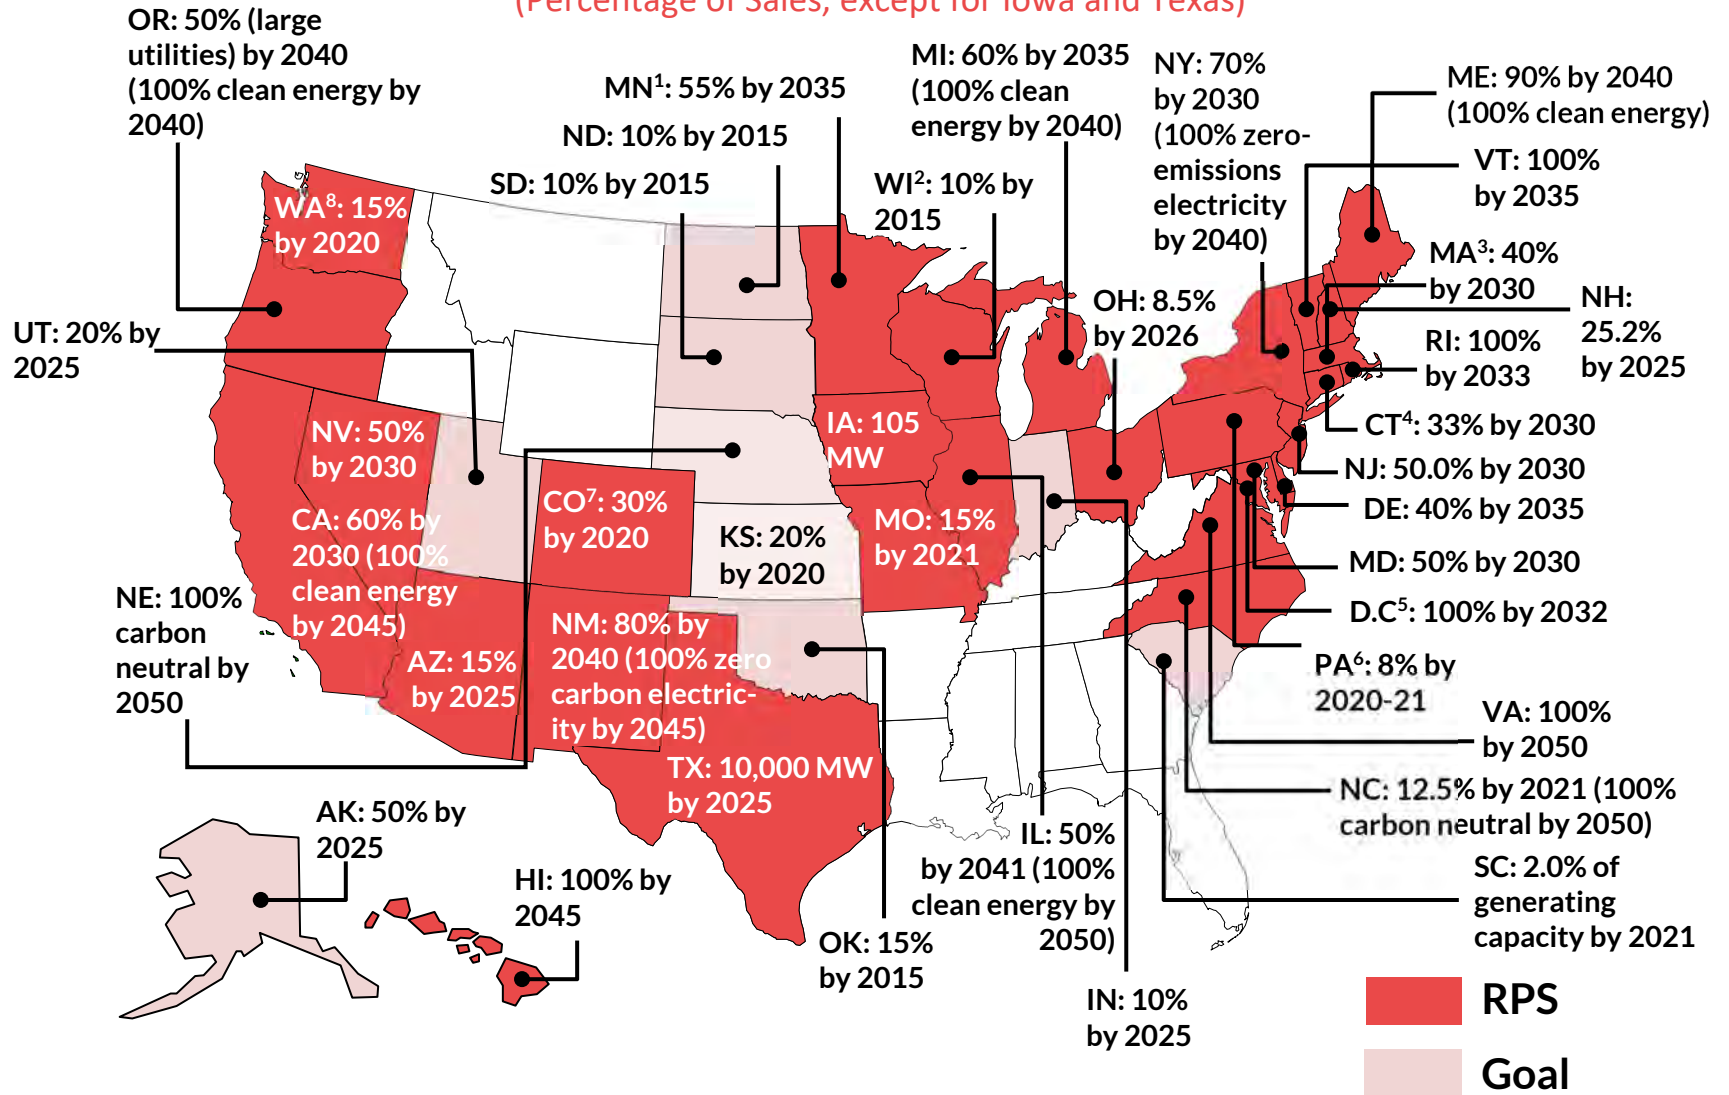 (Percentage of Sales, except for Iowa and Texas)
OR: 50% (large
utilities) by 2040
(100% clean energy by
2040)
MN¹: 55% by 2035
ND: 10% by 2015
SD: 10% by 2015
MI: 60% by 2035
(100% clean
energy by 2040)
WI²: 10% by
2015
NY: 70%
by 2030
(100% zero-
emissions
electricity
by 2040)
ME: 90% by 2040
(100% clean energy)
VT: 100%
by 2035
MA³: 40%
by 2030
NH:
25.2%
by 2025
RI: 100%
by 2033
CT⁴: 33% by 2030
NJ: 50.0% by 2030
DE: 40% by 2035
MD: 50% by 2030
D.C⁵: 100% by 2032
PA⁶: 8% by
2020-21
VA: 100%
by 2050
NC: 12.5% by 2021 (100%
carbon neutral by 2050)
SC: 2.0% of
generating
capacity by 2021
OH: 8.5%
by 2026
WA⁸: 15%
by 2020
UT: 20% by
2025
NV: 50%
by 2030
CA: 60% by
2030 (100%
clean energy
by 2045)
IA: 105
MW
CO⁷: 30%
by 2020
KS: 20%
by 2020
MO: 15%
by 2021
NE: 100%
carbon
neutral by
2050
AZ: 15%
by 2025
NM: 80% by
2040 (100% zero
carbon electric-
ity by 2045)
TX: 10,000 MW
by 2025
AK: 50% by
2025
HI: 100% by
2045
OK: 15%
by 2015
IL: 50%
by 2041 (100%
clean energy by
2050)
IN: 10%
by 2025
RPS
Goal